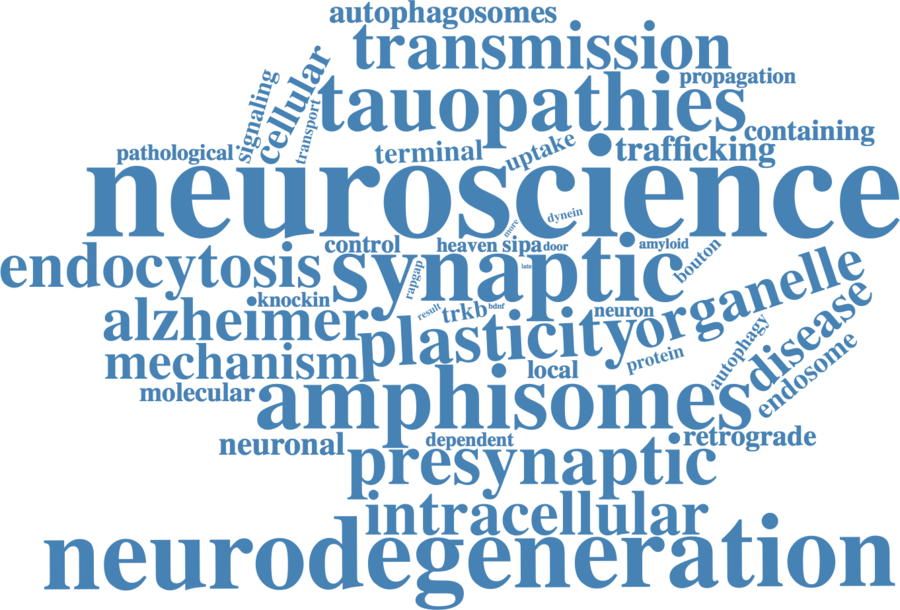 autophagosomes
transmission
propagation
tauopathies
signaling
cellular
transport
containing
pathological
terminal
uptake
trafficking
neuroscience
dynein
more
control
heaven sipa door
amyloid
endocytosis
synaptic
late
bouton
rapgap
knockin
organelle
alzheimer
result
trkb
bdnf
neuron
plasticity
disease
mechanism
local
protein
autophagy
endosome
molecular
amphisomes
neuronal
dependent
retrograde
presynaptic
intracellular
neurodegeneration